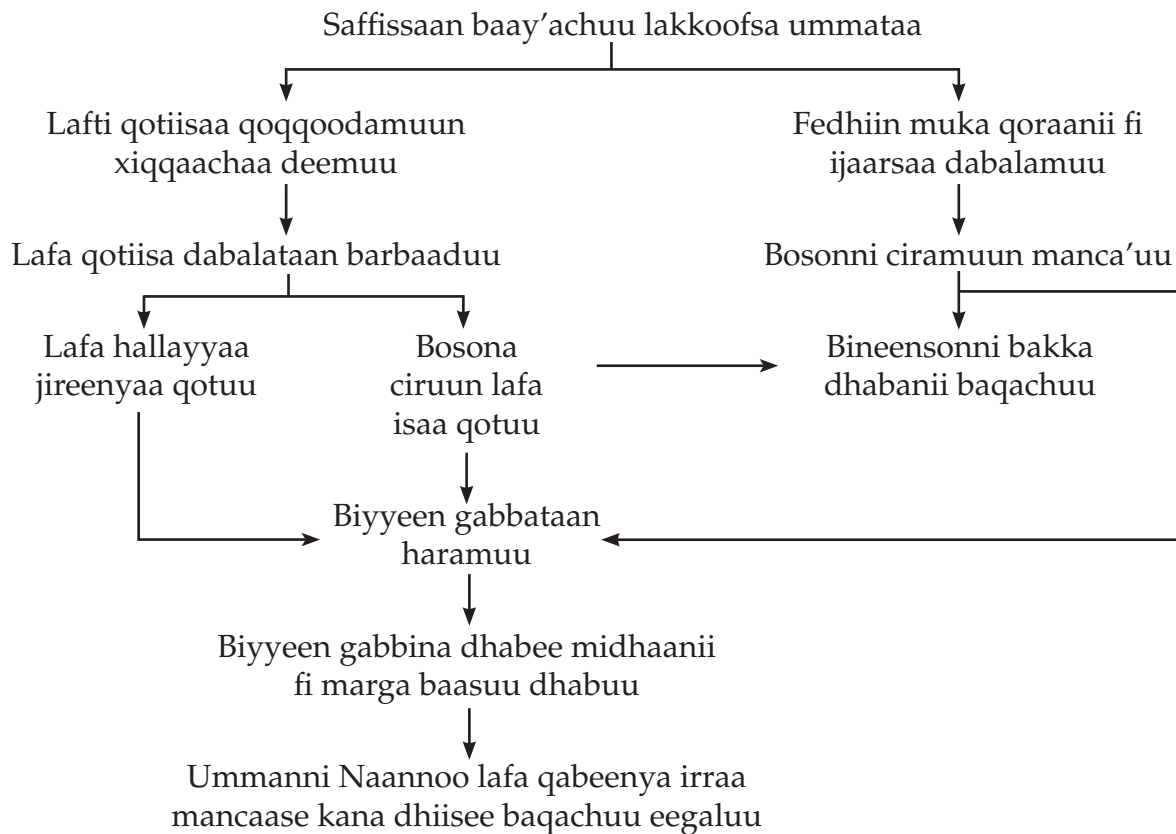 Saffissaan baay'achuu lakkoofsa ummataa
Lafti qotiisaa qoqqoodamuun
xiqqaachaa deemuu
Fedhiin muka qoraanii fi
ijaarsaa dabalamuu
Lafa qotiisa dabalataan barbaaduu
Bosonni ciramuun manca'uu
Lafa hallayyaa
jireenyaa qotuu
Bosona
ciruun lafa
isaa qotuu
Bineensonni bakka
dhabanii baqachuu
Biyyeen gabbataan
haramuu
Biyyeen gabbina dhabee midhaanii
fi marga baasuu dhabuu
Ummanni Naannoo lafa qabeenya irraa
mancaase kana dhiisee baqachuu eegaluu